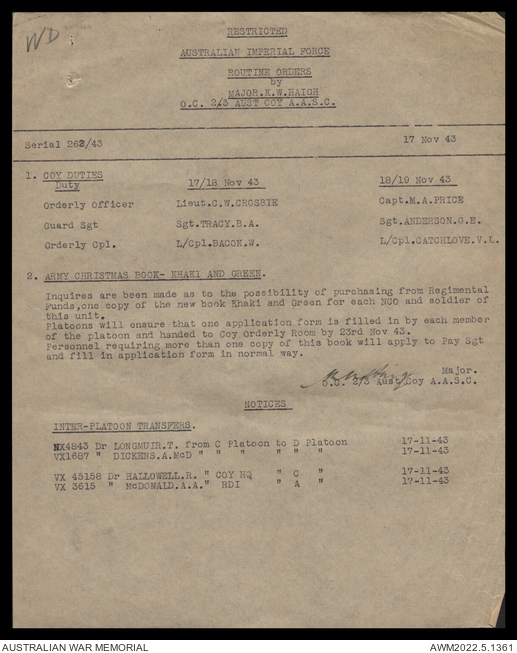 WD
RESTRICTED
AUSTRALIAN IMPERIAL FORCE
ROUTINE ORDERS
by
MAJOR.K.W.HAIGH
O.C. 2/3 AUST COY A.A.S.C.
Serial 262/43 17 Nov 43
1. COY DUTIES
Duty 17/18 Nov 43 18/19 Nov 43
Orderly Officer Lieut.C.W.CROSBIE Capt.M.A.PRICE
Guard Sgt Sgt.TRACY.B.A. Sgt.ANDERSON.G.E.
Orderly Cpl. L/Cpl.BACON.W. L/Cpl.CATCHLOVE.V.L.
2. ARMY CHRISTMAS BOOK- KHAKI AND GREEN.
Inquires are been made as to the possibility of purchasing from Regimental
Funds,one copy of the new book Khaki and Green for each NCO and soldier of
this unit.
Platoons will ensure that one application form is filled in by each member
of the platoon and handed to Coy Orderly Room by 23rd Nov 43.
Personnel requiring more than one copy of this book will apply to Pay Sgt
and fill in application form in normal way.
Major.
O.C. 2/3 Aust Coy A.A.S.C.
NOTICES
INTER-PLATOON TRANSFERS.
NX4843 Dr LONGMUIR.T. from C Platoon to D Platoon 17-11-43
VX1687 " DICKENS.A.McD " " " " " " 17-11-43
VX 45158 Dr HALLOWELL.R. " COY HQ " C " 17-11-43
VX 3615 " McDONALD.A.A. " RDI " A " 17-11-43
AUSTRALIAN WAR MEMORIAL AWM2022.5.1361